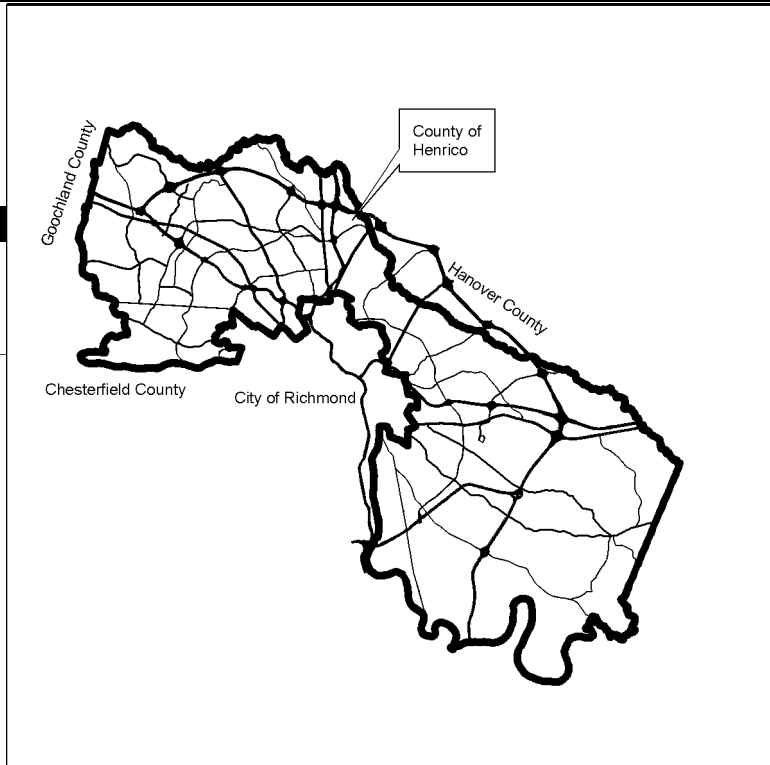 County of
Henrico
Goochland County
Hanover County
Chesterfield County
City of Richmond